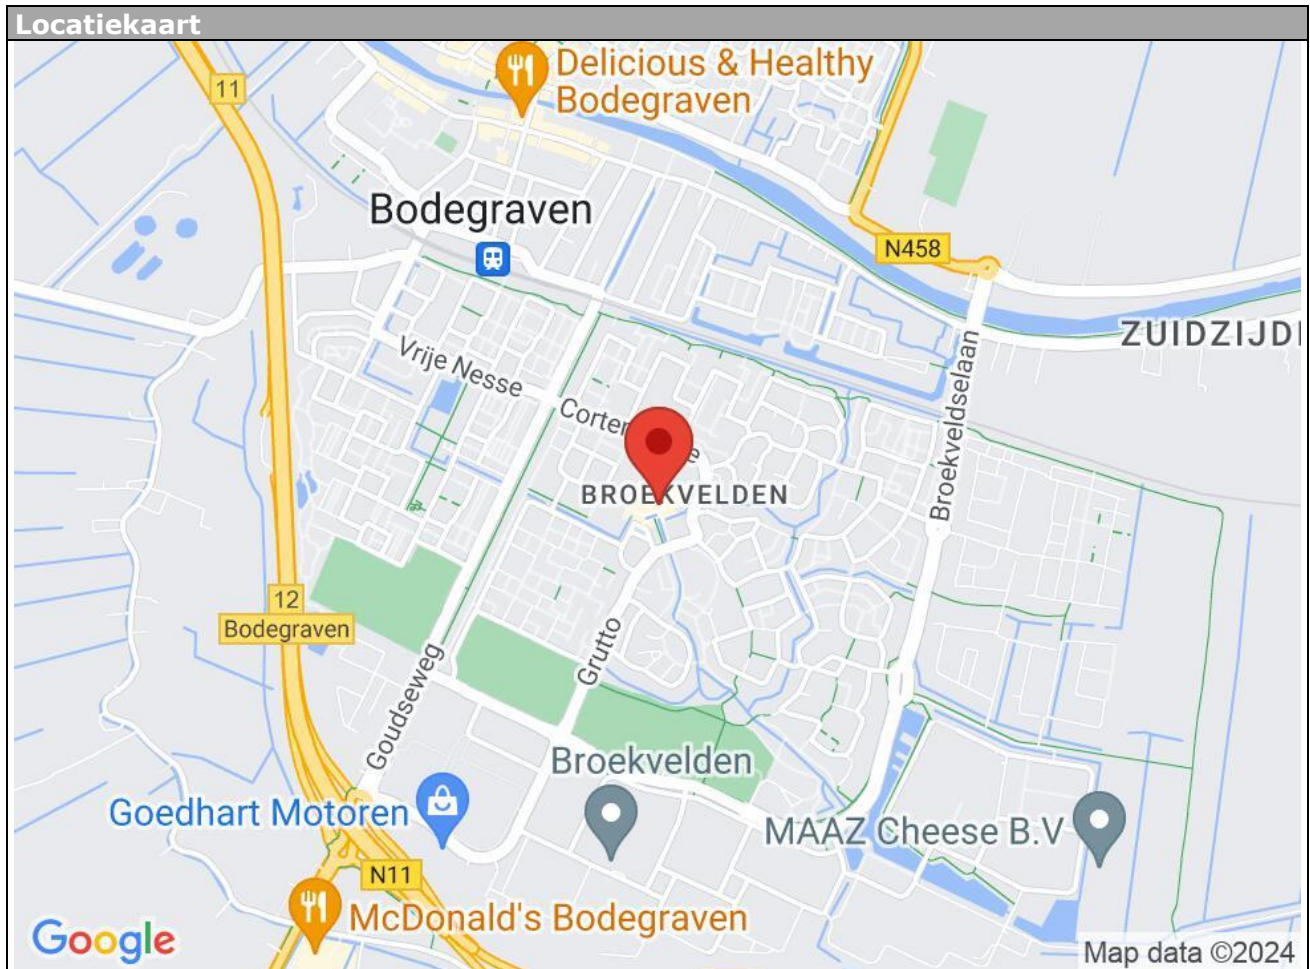 Locatiekaart
11
Delicious & Healthy
Bodegraven
Bodegraven
N458
ZUIDZIJD
Vrije Nesse
Broekveldselaan
BROEKVELDEN
12
Bodegraven
Grutto
Goudseweg
Broekvelden
Goedhart Motoren
MAAZ Cheese B.V
N11
McDonald's Bodegraven
Google
Map data ©2024